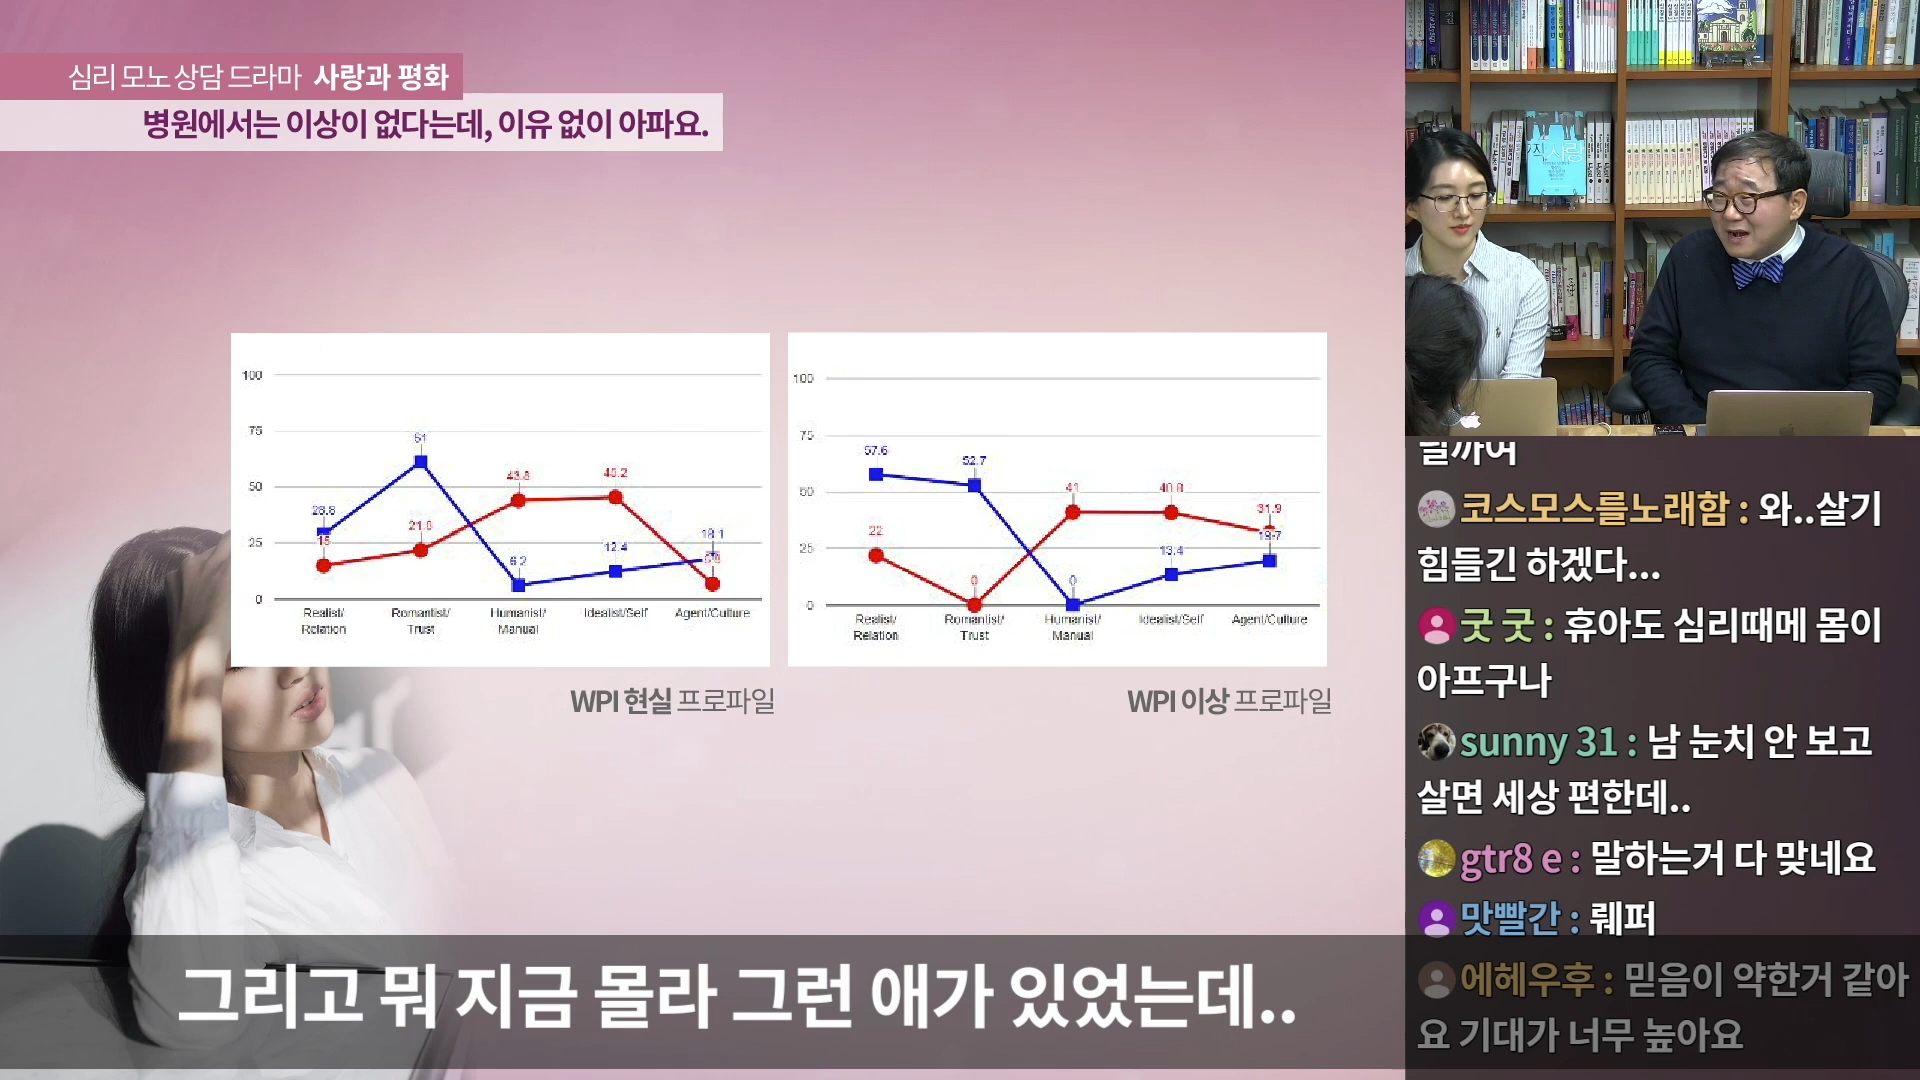 심리 모노 상담 드라마 사랑과 평화
병원에서는 이상이 없다는데, 이유 없이 아파요.
100
75
50
25
0
61
28.8
43.8
45.2
21.8
15
6.2
12.4
18.1
Realist/ Romantist/ Humanist/ Idealist/Self Agent/Culture
Relation Trust Manual
WPI 현실 프로파일
100
75
50
25
0
57.6
52.7
41
40.8
31.9
22
0
0
13.4
19.7
Realist/ Romantist/ Humanist/ Idealist/Self Agent/Culture
Relation Trust Manual
WPI 이상 프로파일
그리고 뭐 지금 몰라 그런 애가 있었는데..
코스모스를노래함 : 와..살기
힘들긴 하겠다...
굿 굿 : 휴아도 심리때메 몸이
아프구나
sunny 31 : 남 눈치 안 보고
살면 세상 편한데..
gtr8 e : 말하는거 다 맞네요
맛빨간 : 뤠퍼
에헤우후 : 믿음이 약한거 같아
요 기대가 너무 높아요